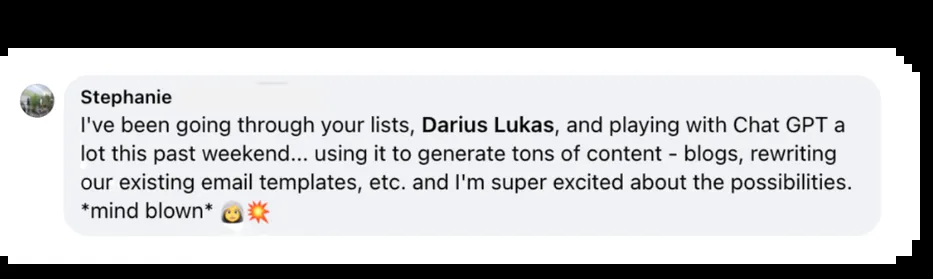 Stephanie
I've been going through your lists, Darius Lukas, and playing with Chat GPT a
lot this past weekend... using it to generate tons of content - blogs, rewriting
our existing email templates, etc. and I'm super excited about the possibilities.
*mind blown* 👩‍🦳💥